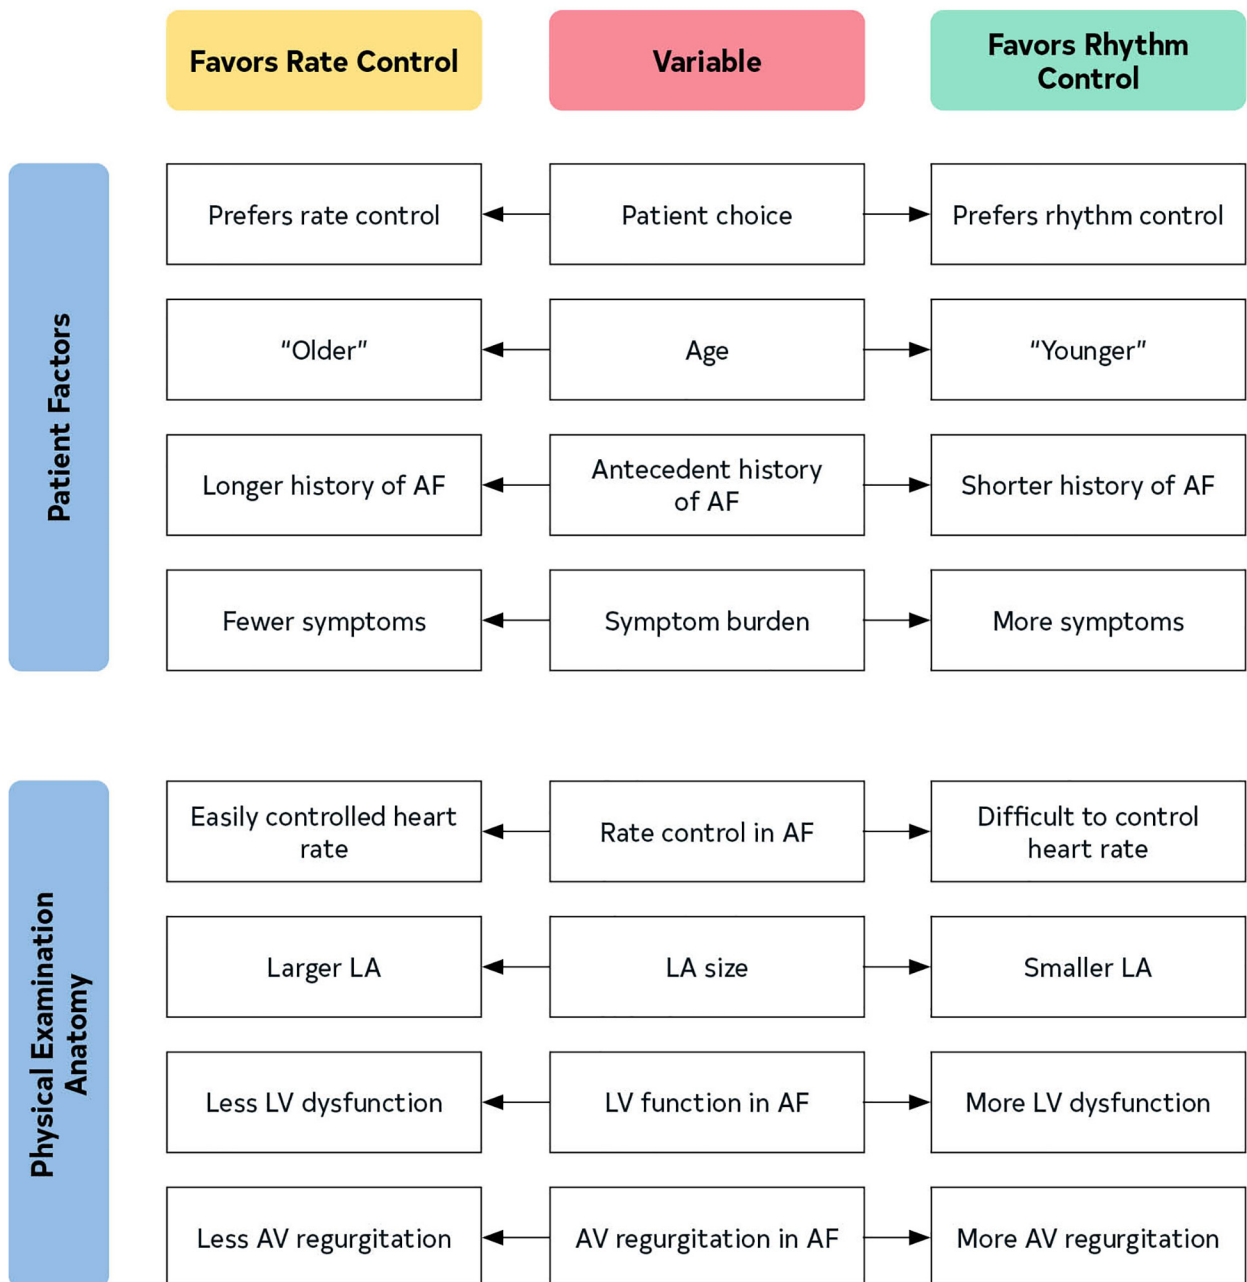 Favors Rate Control
Variable
Favors Rhythm
Control
Patient Factors
Prefers rate control
Patient choice
Prefers rhythm control
“Older”
Age
“Younger”
Longer history of AF
Antecedent history
of AF
Shorter history of AF
Fewer symptoms
Symptom burden
More symptoms
Physical Examination
Anatomy
Easily controlled heart
rate
Rate control in AF
Difficult to control
heart rate
Larger LA
LA size
Smaller LA
Less LV dysfunction
LV function in AF
More LV dysfunction
Less AV regurgitation
AV regurgitation in AF
More AV regurgitation